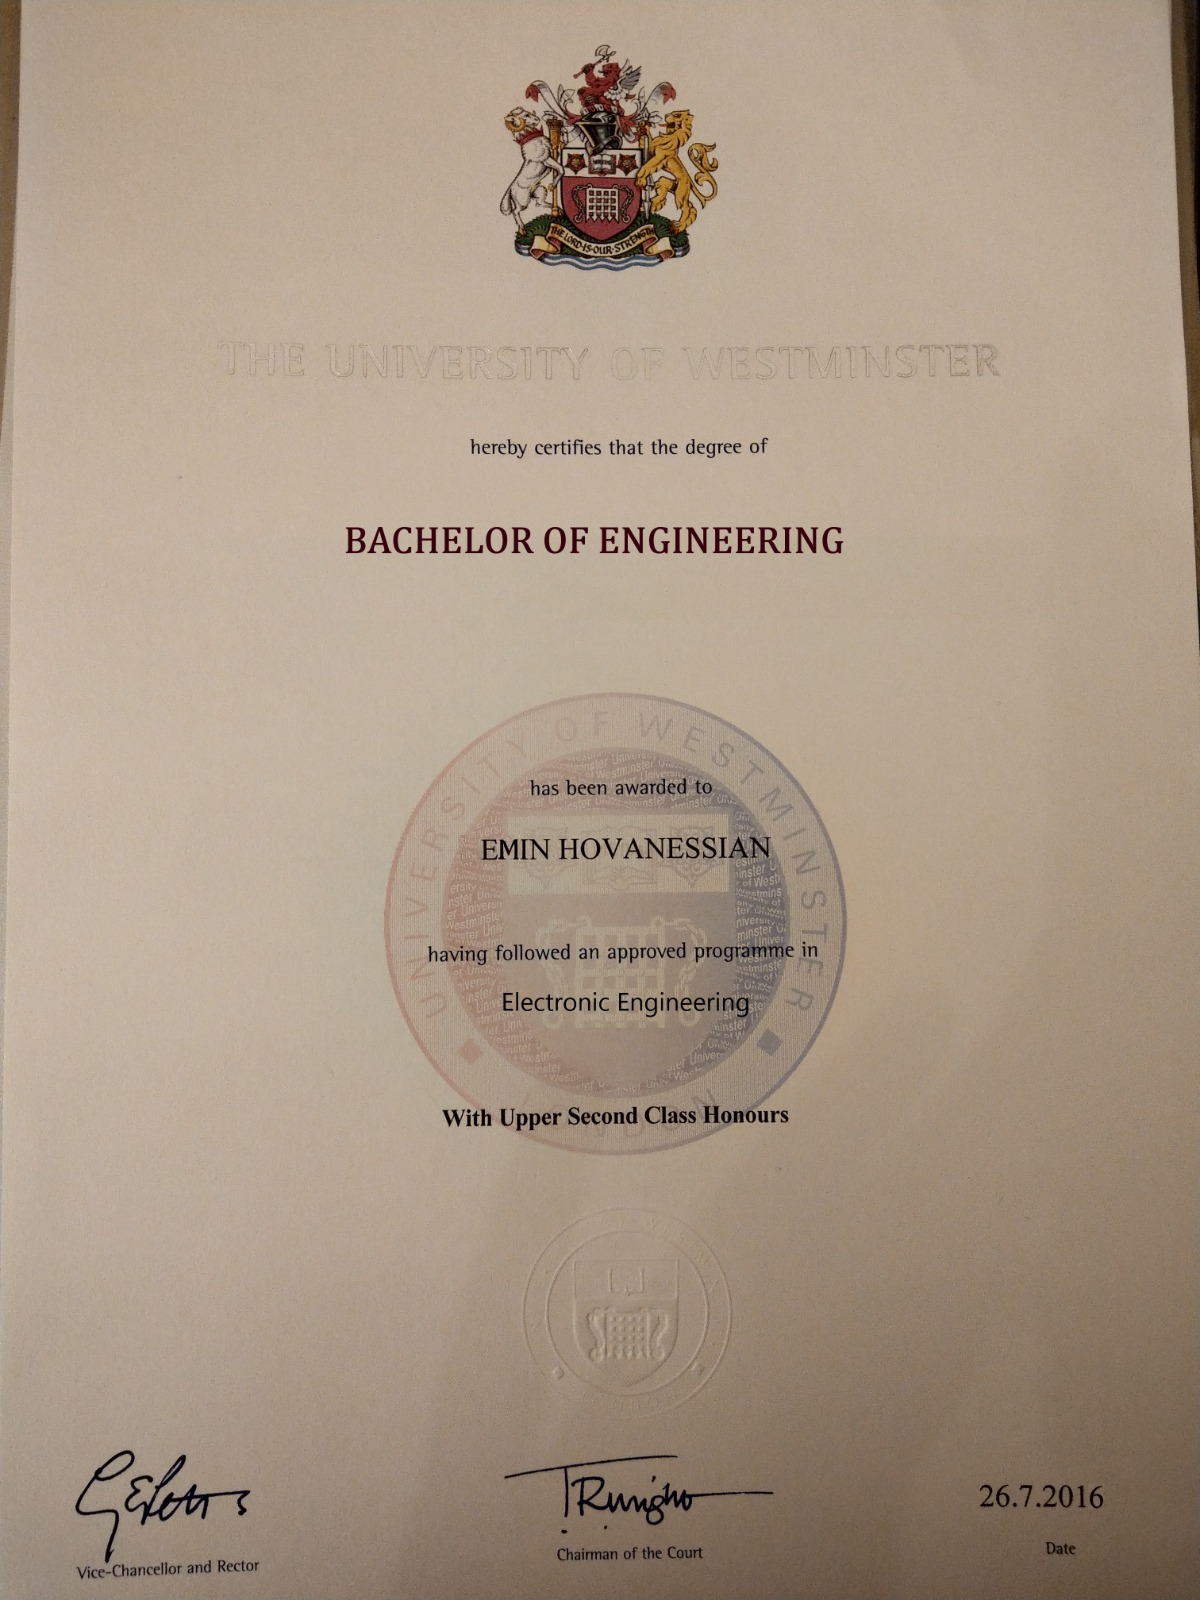 THE·LORD·IS·OUR·STRENGTH
THE UNIVERSITY OF WESTMINSTER
hereby certifies that the degree of
BACHELOR OF ENGINEERING
UNIVERSITY OF WESTMINSTER
has been awarded to
EMIN HOVANESSIAN
having followed an approved programme in
Electronic Engineering
With Upper Second Class Honours
LONDON
Vice-Chancellor and Rector
Chairman of the Court
26.7.2016
Date